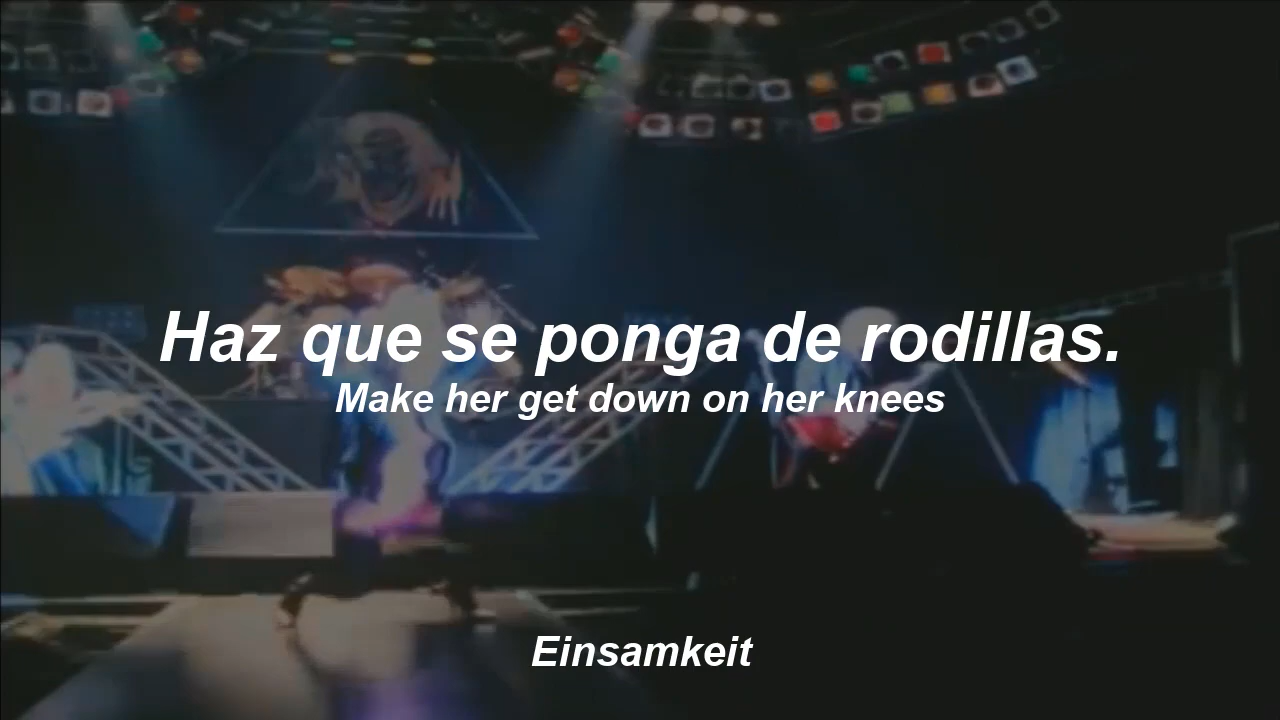 Haz que se ponga de rodillas.
Make her get down on her knees
Einsamkeit